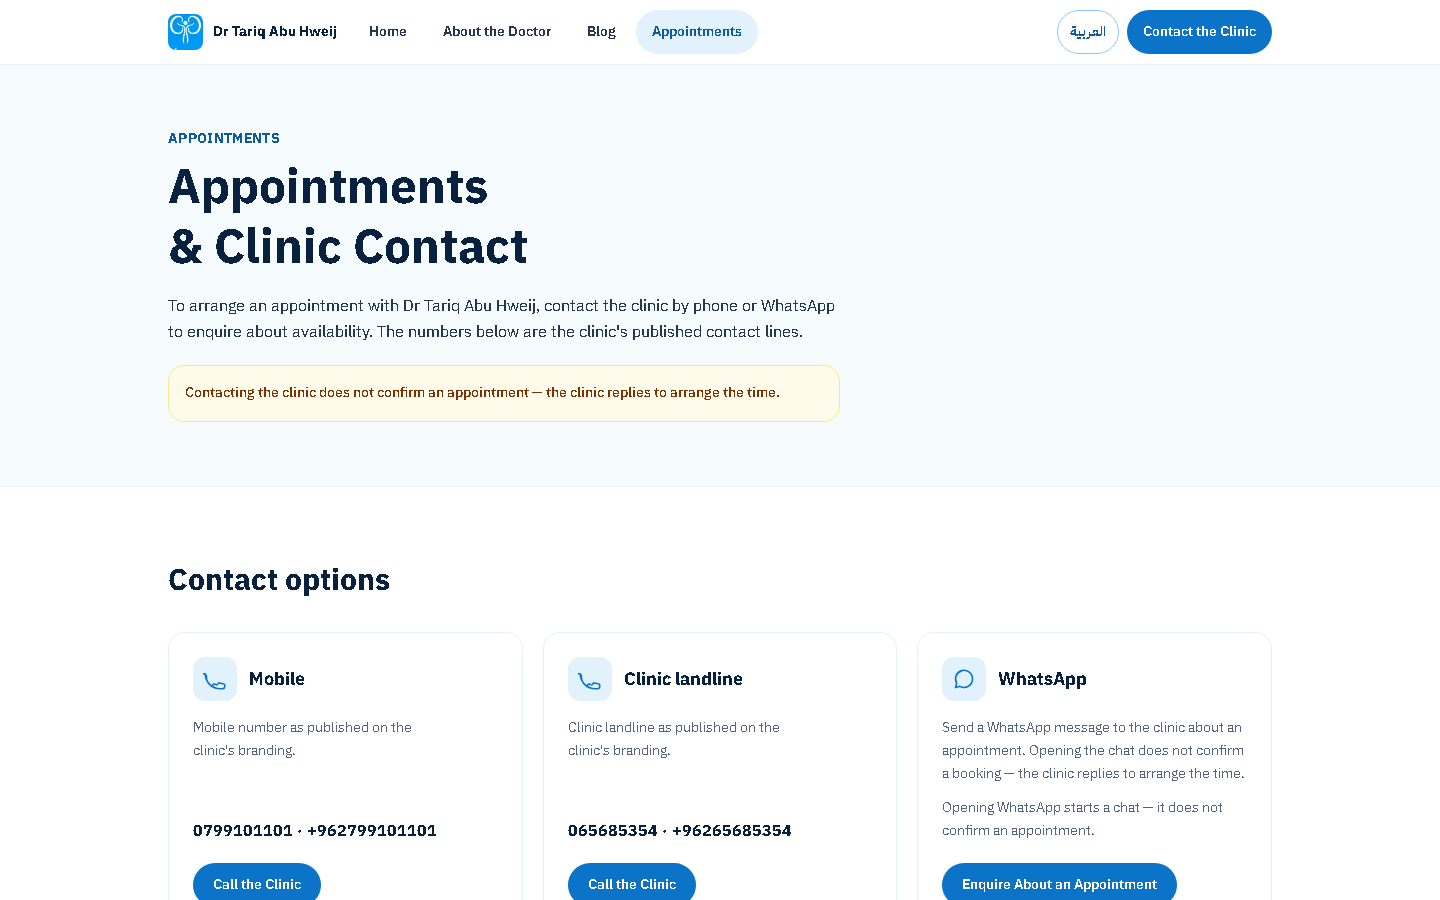 Dr Tariq Abu Hweij
Home
About the Doctor
Blog
Appointments
العربية
Contact the Clinic
APPOINTMENTS
Appointments
& Clinic Contact
To arrange an appointment with Dr Tariq Abu Hweij, contact the clinic by phone or WhatsApp
to enquire about availability. The numbers below are the clinic's published contact lines.
Contacting the clinic does not confirm an appointment — the clinic replies to arrange the time.
Contact options
Mobile
Mobile number as published on the
clinic's branding.
0799101101 · +962799101101
Call the Clinic
Clinic landline
Clinic landline as published on the
clinic's branding.
065685354 · +96265685354
Call the Clinic
WhatsApp
Send a WhatsApp message to the clinic about an
appointment. Opening the chat does not confirm
a booking — the clinic replies to arrange the time.
Opening WhatsApp starts a chat — it does not
confirm an appointment.
Enquire About an Appointment